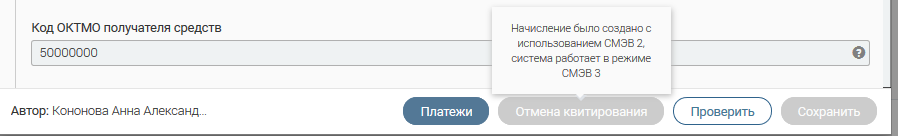 Код ОКТМО получателя средств
50000000
Начисление было создано с
использованием СМЭВ 2,
система работает в режиме
СМЭВ 3
Автор: Кононова Анна Александ...
Платежи
Отмена квитирования
Проверить
Сохранить